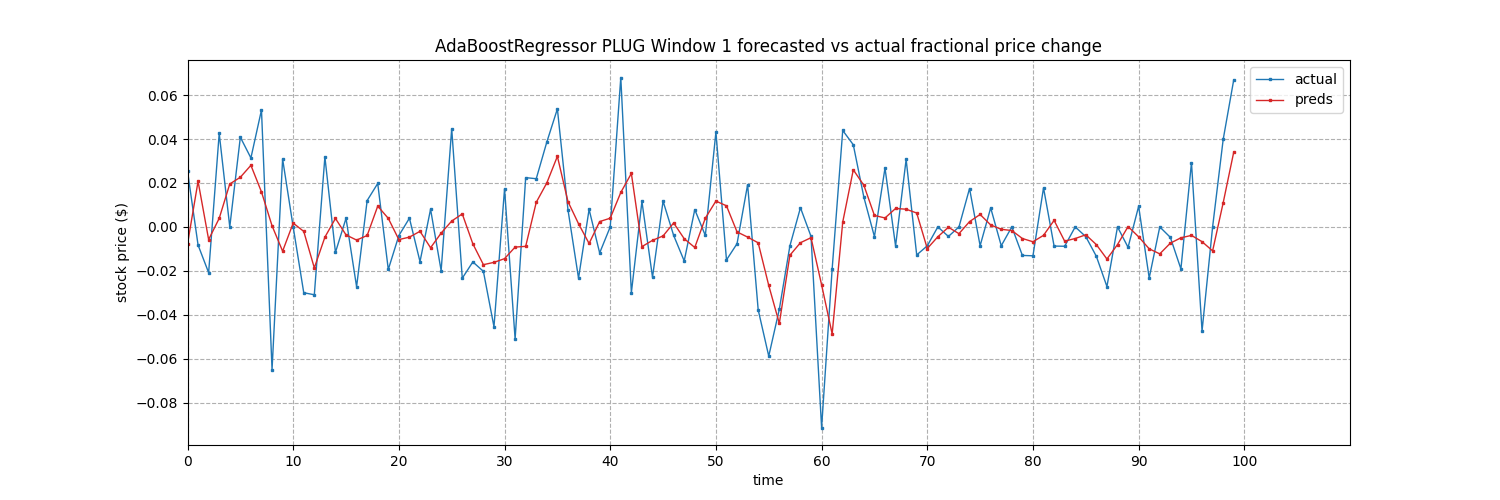 AdaBoostRegressor PLUG Window 1 forecasted vs actual fractional price change
actual
preds
0.06
0.04
0.02
0.00
−0.02
−0.04
−0.06
−0.08
stock price ($)
0 10 20 30 40 50 60 70 80 90 100
time